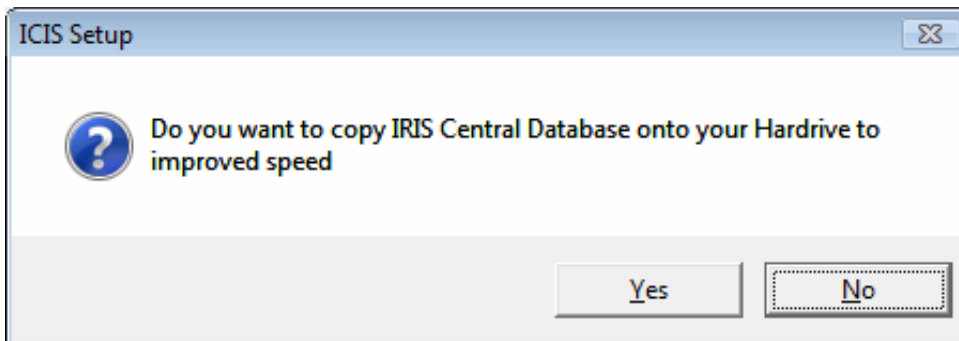 ICIS Setup
Do you want to copy IRIS Central Database onto your Hardrive to
improved speed
Yes
No